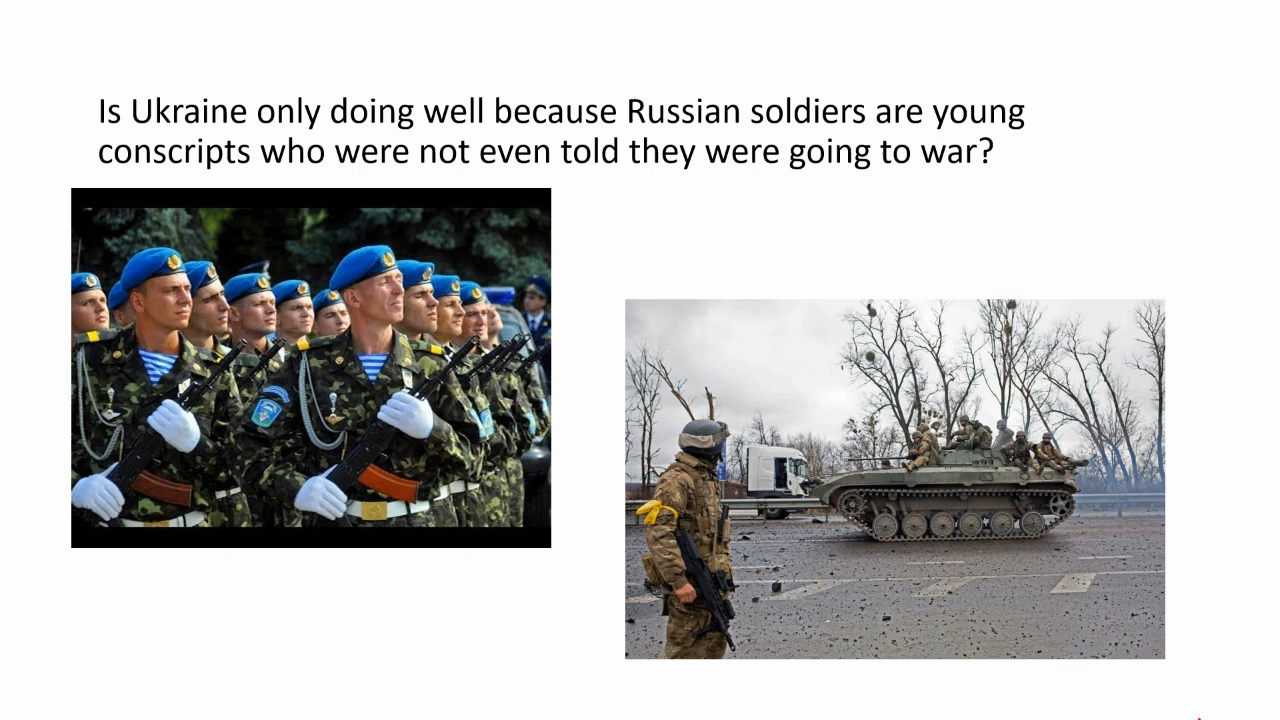 Is Ukraine only doing well because Russian soldiers are young
conscripts who were not even told they were going to war?